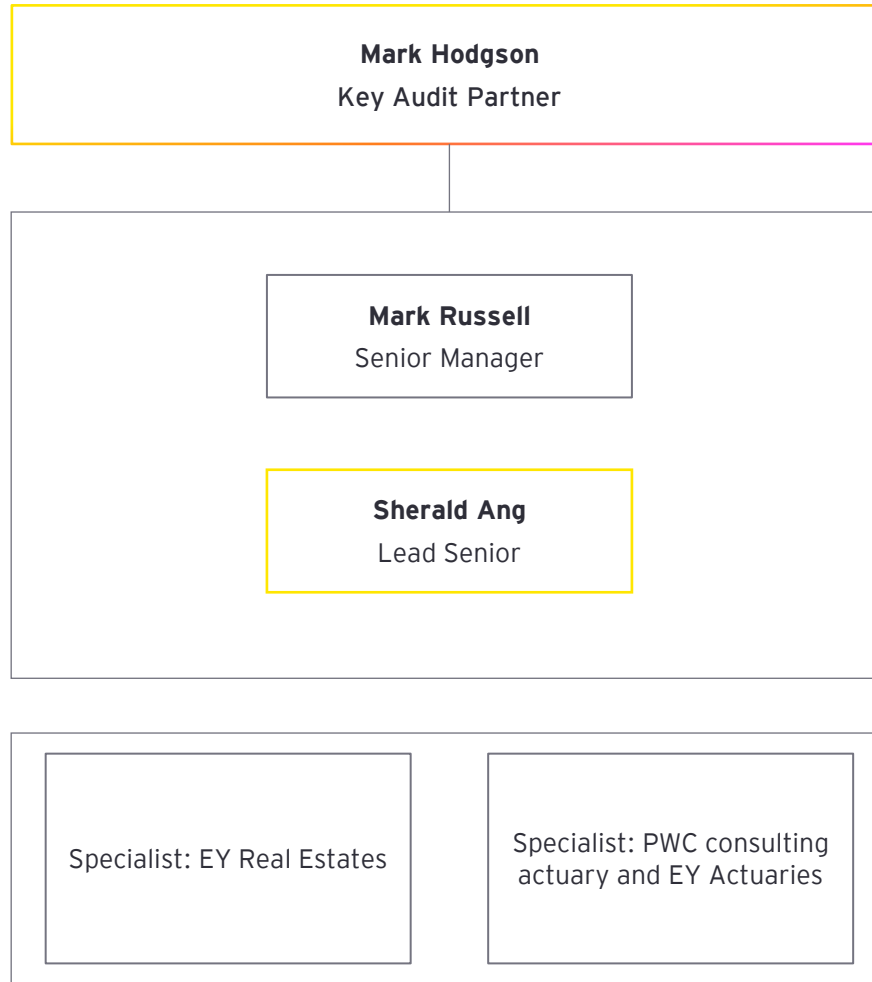 Mark Hodgson
Key Audit Partner
Mark Russell
Senior Manager
Sherald Ang
Lead Senior
Specialist: EY Real Estates
Specialist: PWC consulting
actuary and EY Actuaries